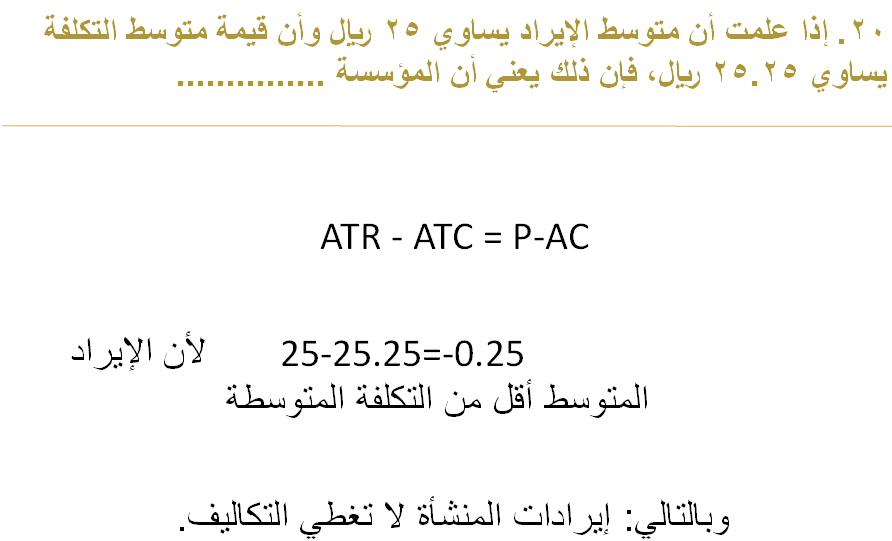 ٢٠. إذا علمت أن متوسط الإيراد يساوي ٢٥ ريال وأن قيمة متوسط التكلفة
يساوي ٢٥.٢٥ ريال، فإن ذلك يعني أن المؤسسة ...............
ATR - ATC = P-AC
25-25.25=-0.25 لأن الإيراد
المتوسط أقل من التكلفة المتوسطة
وبالتالي: إيرادات المنشأة لا تغطي التكاليف.